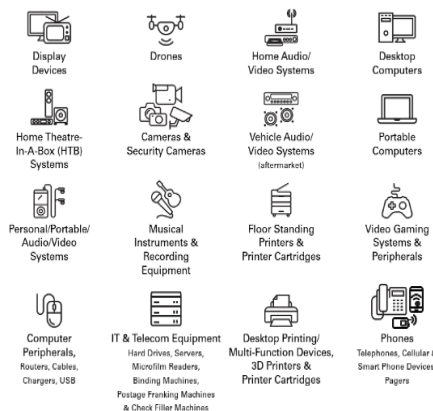 Display
Devices
Drones
Home Audio/
Video Systems
Desktop
Computers
Home Theatre-
In-A-Box (HTB)
Systems
Cameras &
Security Cameras
Vehicle Audio/
Video Systems
(aftermarket)
Portable
Computers
Personal/Portable/
Audio/Video
Systems
Musical
Instruments &
Recording
Equipment
Floor Standing
Printers &
Printer Cartridges
Video Gaming
Systems &
Peripherals
Computer
Peripherals,
Routers, Cables,
Chargers, USB
IT & Telecom Equipment
Hard Drives, Servers,
Microfilm Readers,
Binding Machines,
Postage Franking Machines
& Check Filler Machines
Desktop Printing/
Multi-Function Devices,
3D Printers &
Printer Cartridges
Phones
Telephones, Cellular &
Smart Phone Devices
Pagers